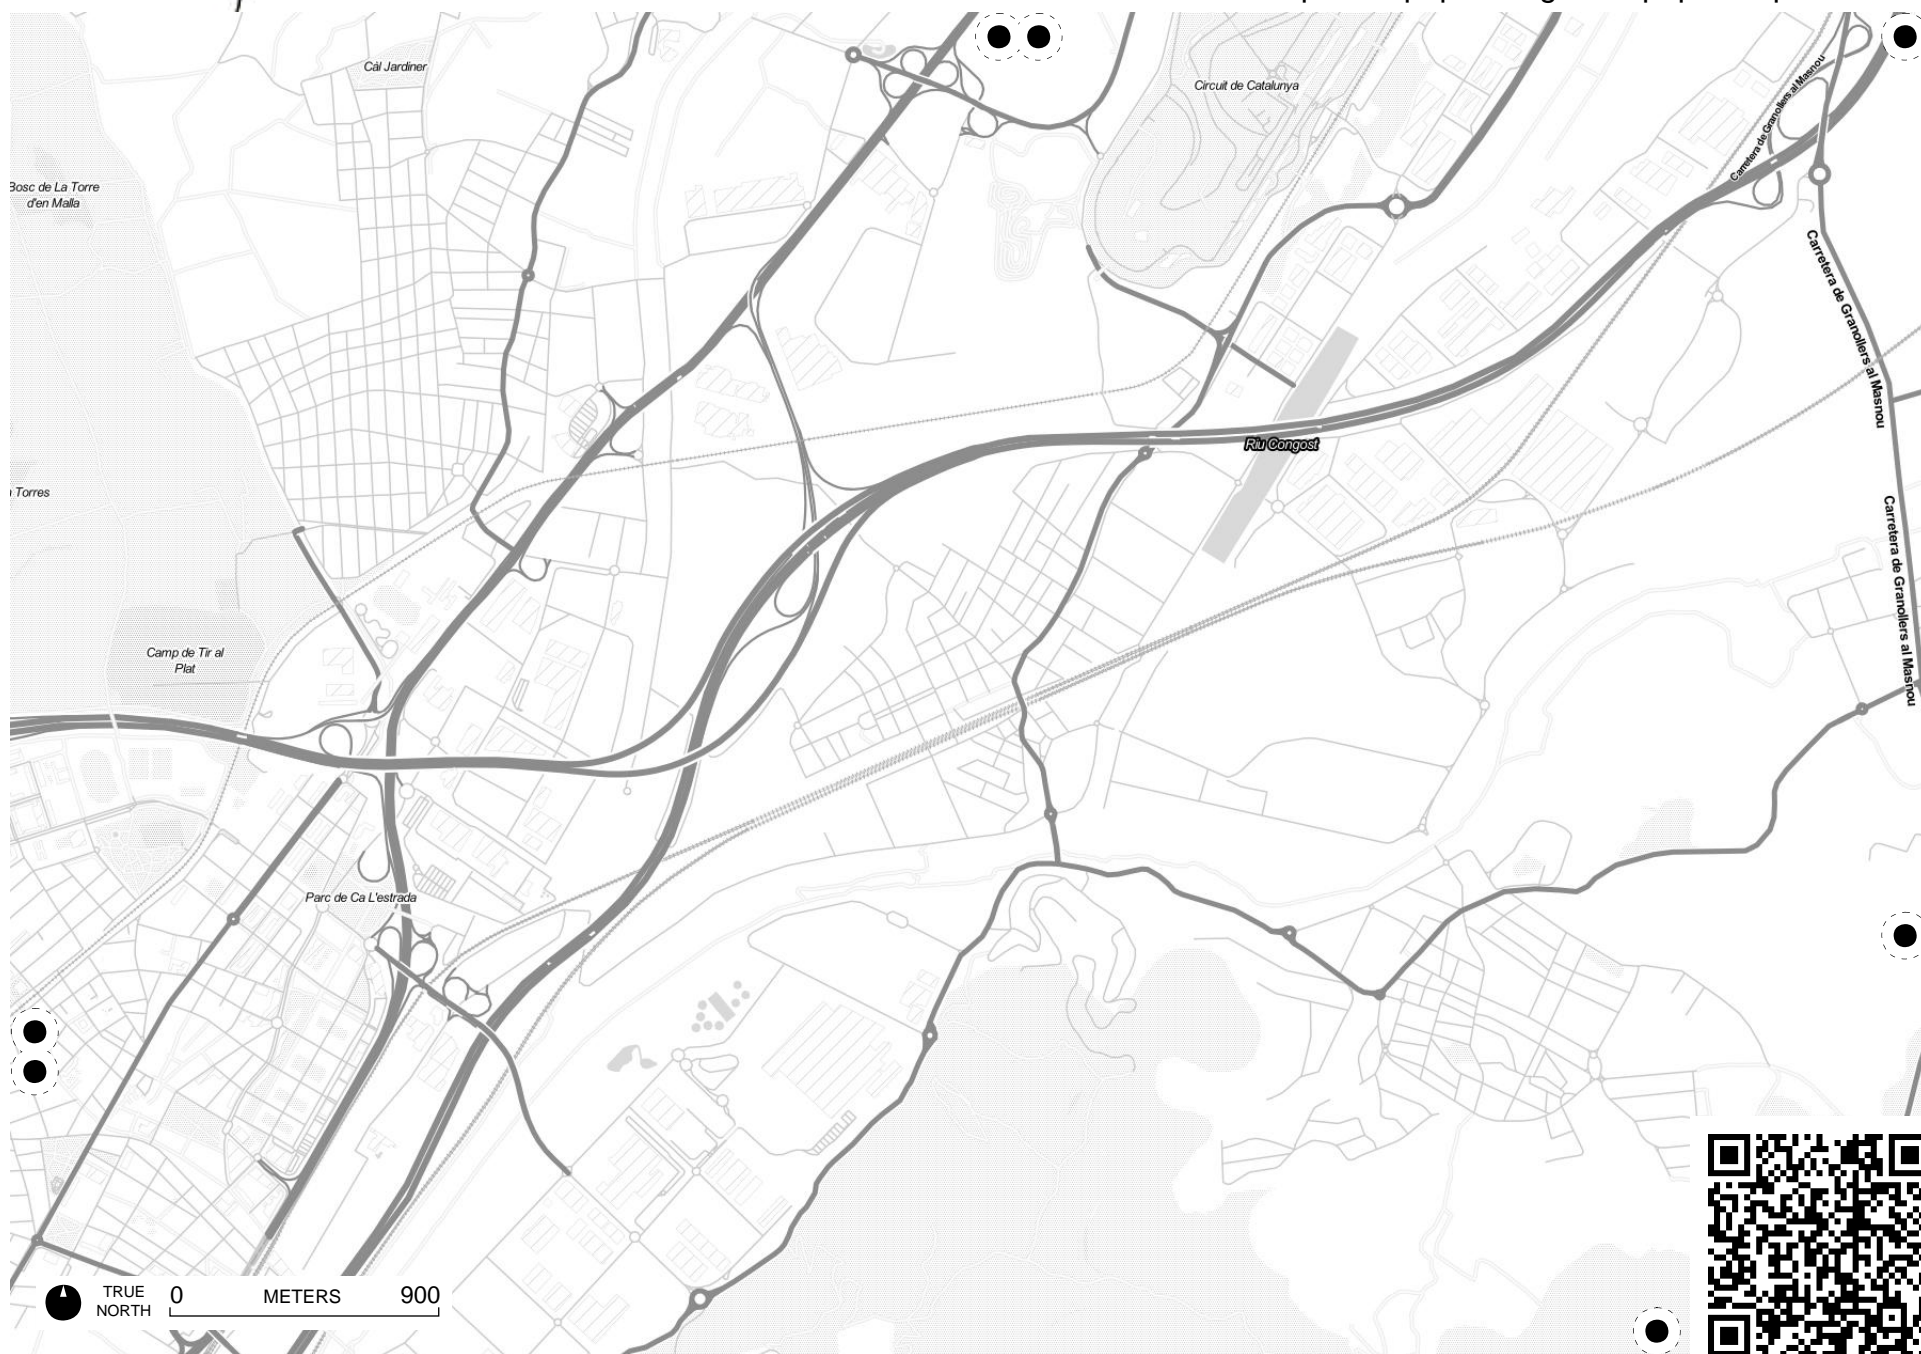 Cál Jardiner
Circuit de Catalunya
Carretera de Granollers al Masnou
Bosc de La Torre
d'en Malla
Carretera de Granollers al Masnou
Riu Congost
Torres
Carretera de Granollers al Masnou
Camp de Tir al
Plat
Parc de Ca L'estrada
TRUE
NORTH
0 METERS 900